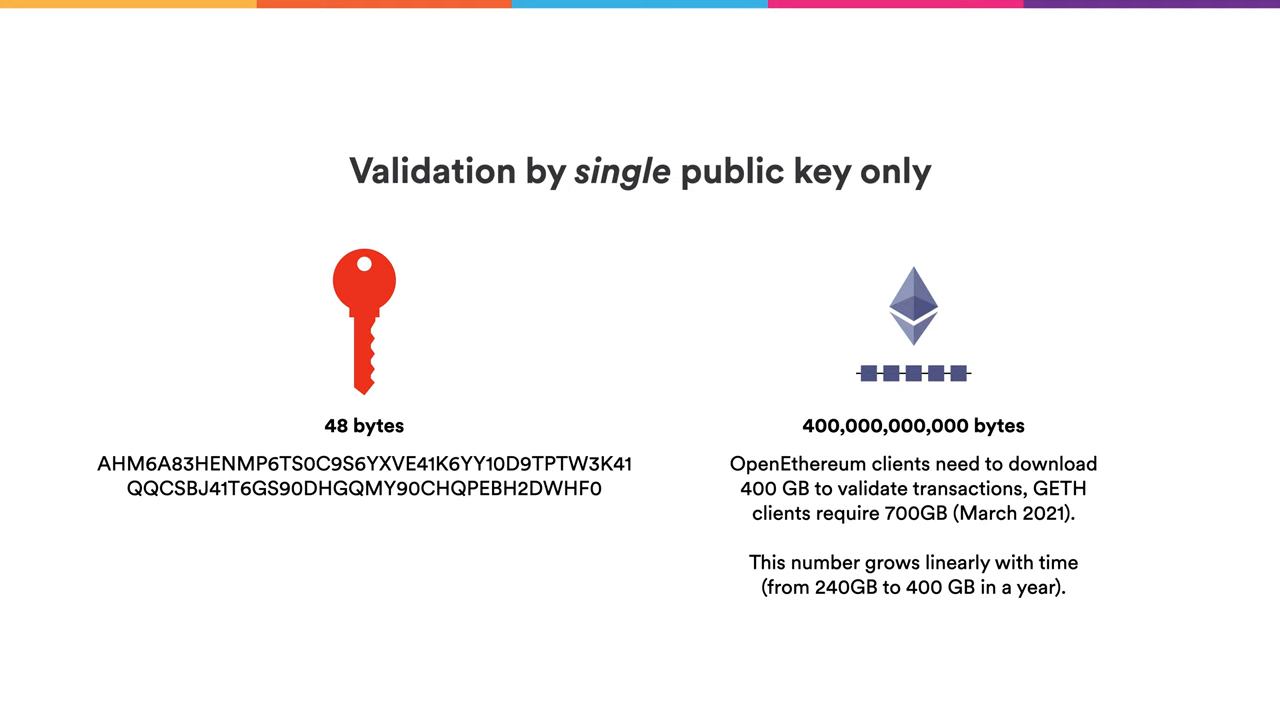 Validation by single public key only
48 bytes
AHM6A83HENMP6TS0C9S6YXVE41K6YY10D9TPTW3K41
QQCSBJ41T6GS90DHGQMY90CHQPEBH2DWHF0
400,000,000,000 bytes
OpenEthereum clients need to download
400 GB to validate transactions, GETH
clients require 700GB (March 2021).
This number grows linearly with time
(from 240GB to 400 GB in a year).